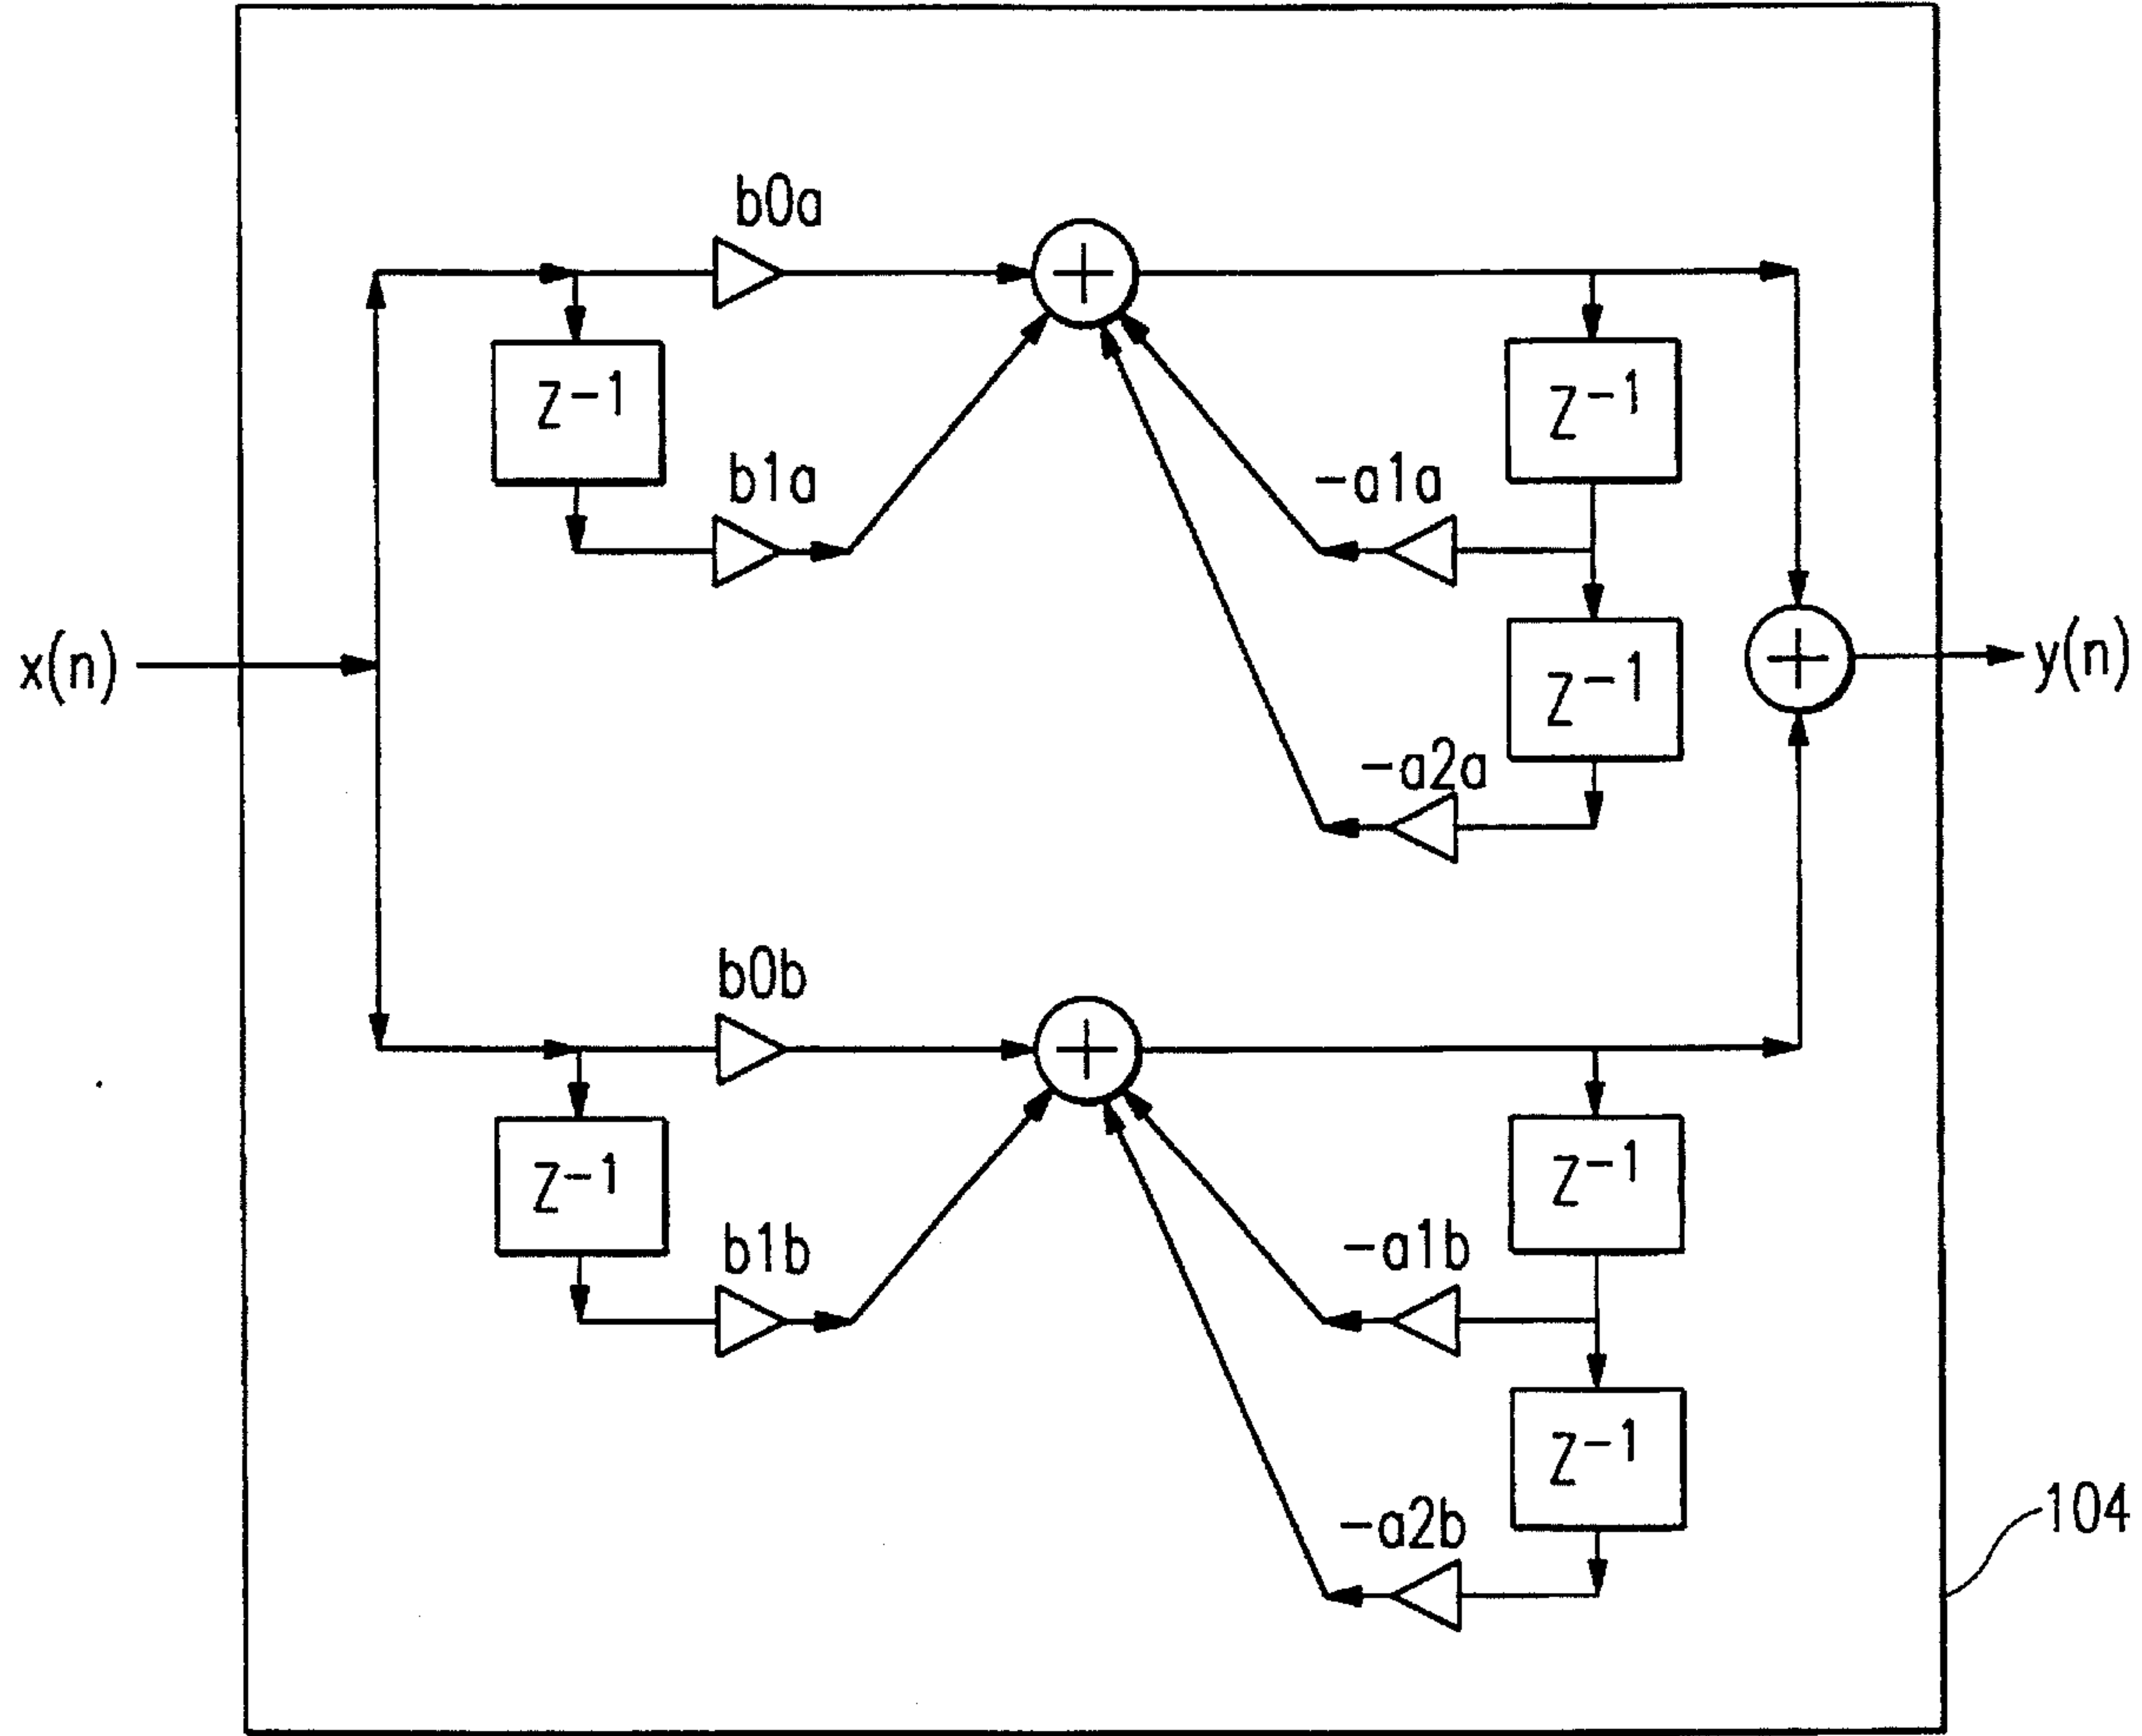 b0a
z⁻¹
z⁻¹
b1a
−a1a
x(n)
y(n)
z⁻¹
−a2a
b0b
z⁻¹
z⁻¹
b1b
−a1b
z⁻¹
−a2b
104